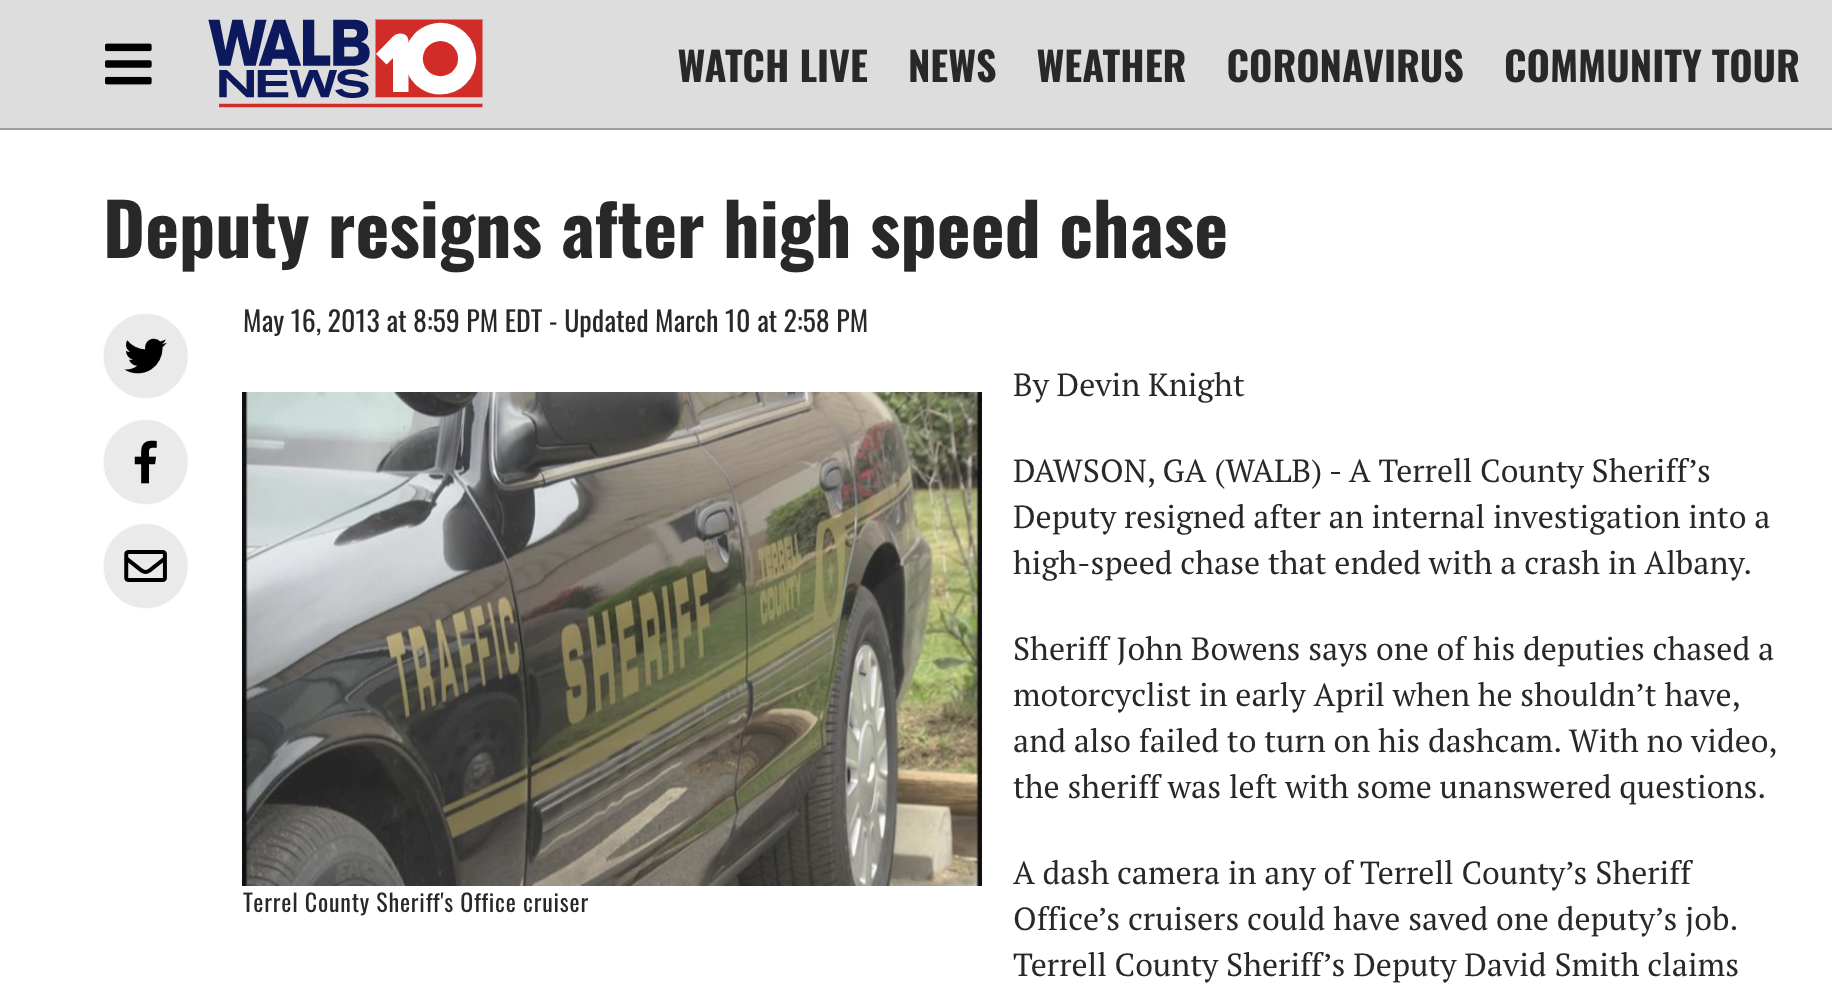 WALB
NEWS 10
WATCH LIVE NEWS WEATHER CORONAVIRUS COMMUNITY TOUR
Deputy resigns after high speed chase
May 16, 2013 at 8:59 PM EDT - Updated March 10 at 2:58 PM
TRAFFIC
SHERIFF
TERRELL
COUNTY
Terrel County Sheriff's Office cruiser
By Devin Knight
DAWSON, GA (WALB) - A Terrell County Sheriff’s
Deputy resigned after an internal investigation into a
high-speed chase that ended with a crash in Albany.
Sheriff John Bowens says one of his deputies chased a
motorcyclist in early April when he shouldn’t have,
and also failed to turn on his dashcam. With no video,
the sheriff was left with some unanswered questions.
A dash camera in any of Terrell County’s Sheriff
Office’s cruisers could have saved one deputy’s job.
Terrell County Sheriff’s Deputy David Smith claims